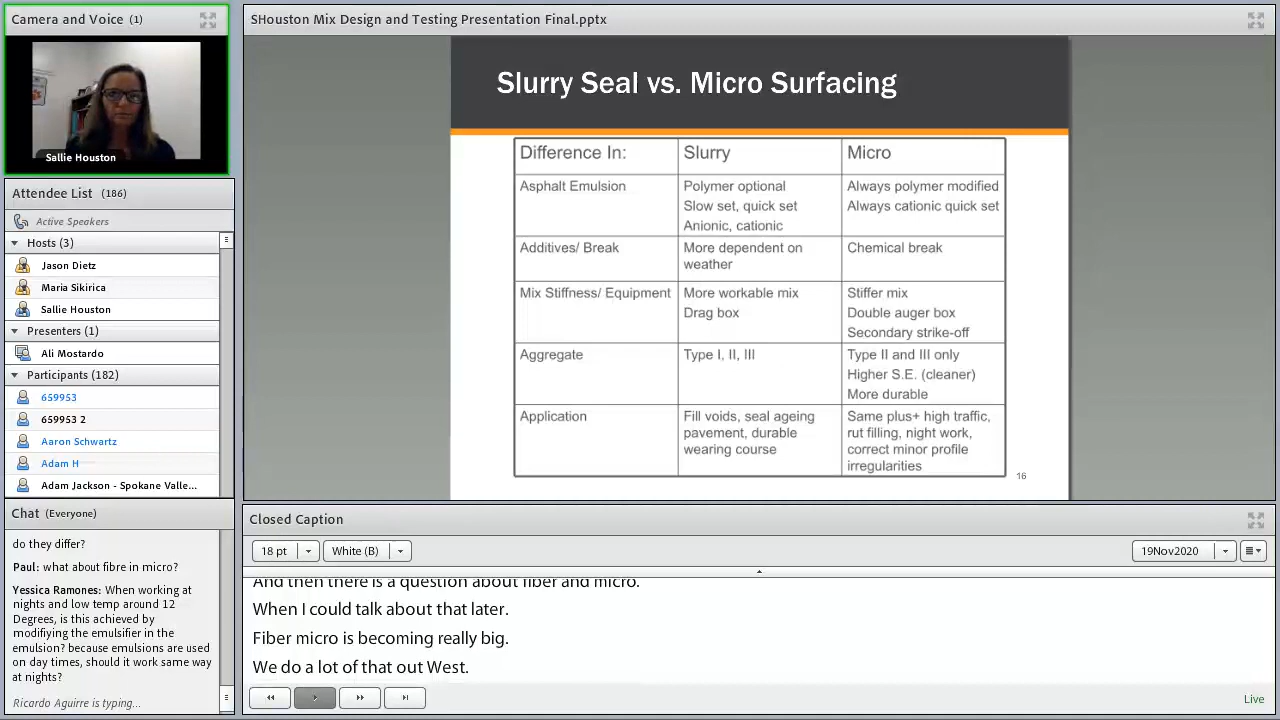 Camera and Voice (1)
Sallie Houston
Attendee List (186)
Active Speakers
Hosts (3)
Jason Dietz
Maria Sikirica
Sallie Houston
Presenters (1)
Ali Mostardo
Participants (182)
659953
659953 2
Aaron Schwartz
Adam H
Adam Jackson - Spokane Valle...
Chat (Everyone)
do they differ?
Paul: what about fibre in micro?
Yessica Ramones: When working at
nights and low temp around 12
Degrees, is this achieved by
modifiying the emulsifier in the
emulsion? because emulsions are used
on day times, should it work same way
at nights?
Ricardo Aguirre is typing...
SHouston Mix Design and Testing Presentation Final.pptx
Slurry Seal vs. Micro Surfacing
Difference In: Slurry Micro
Asphalt Emulsion Polymer optional Always polymer modified
Slow set, quick set Always cationic quick set
Anionic, cationic
Additives/ Break More dependent on Chemical break
weather
Mix Stiffness/ Equipment More workable mix Stiffer mix
Drag box Double auger box
Secondary strike-off
Aggregate Type I, II, III Type II and III only
Higher S.E. (cleaner)
More durable
Application Fill voids, seal ageing Same plus+ high traffic,
pavement, durable rut filling, night work,
wearing course correct minor profile
irregularities
16
Closed Caption
18 pt White (B) 19Nov2020
And then there is a question about fiber and micro.
When I could talk about that later.
Fiber micro is becoming really big.
We do a lot of that out West.
Live